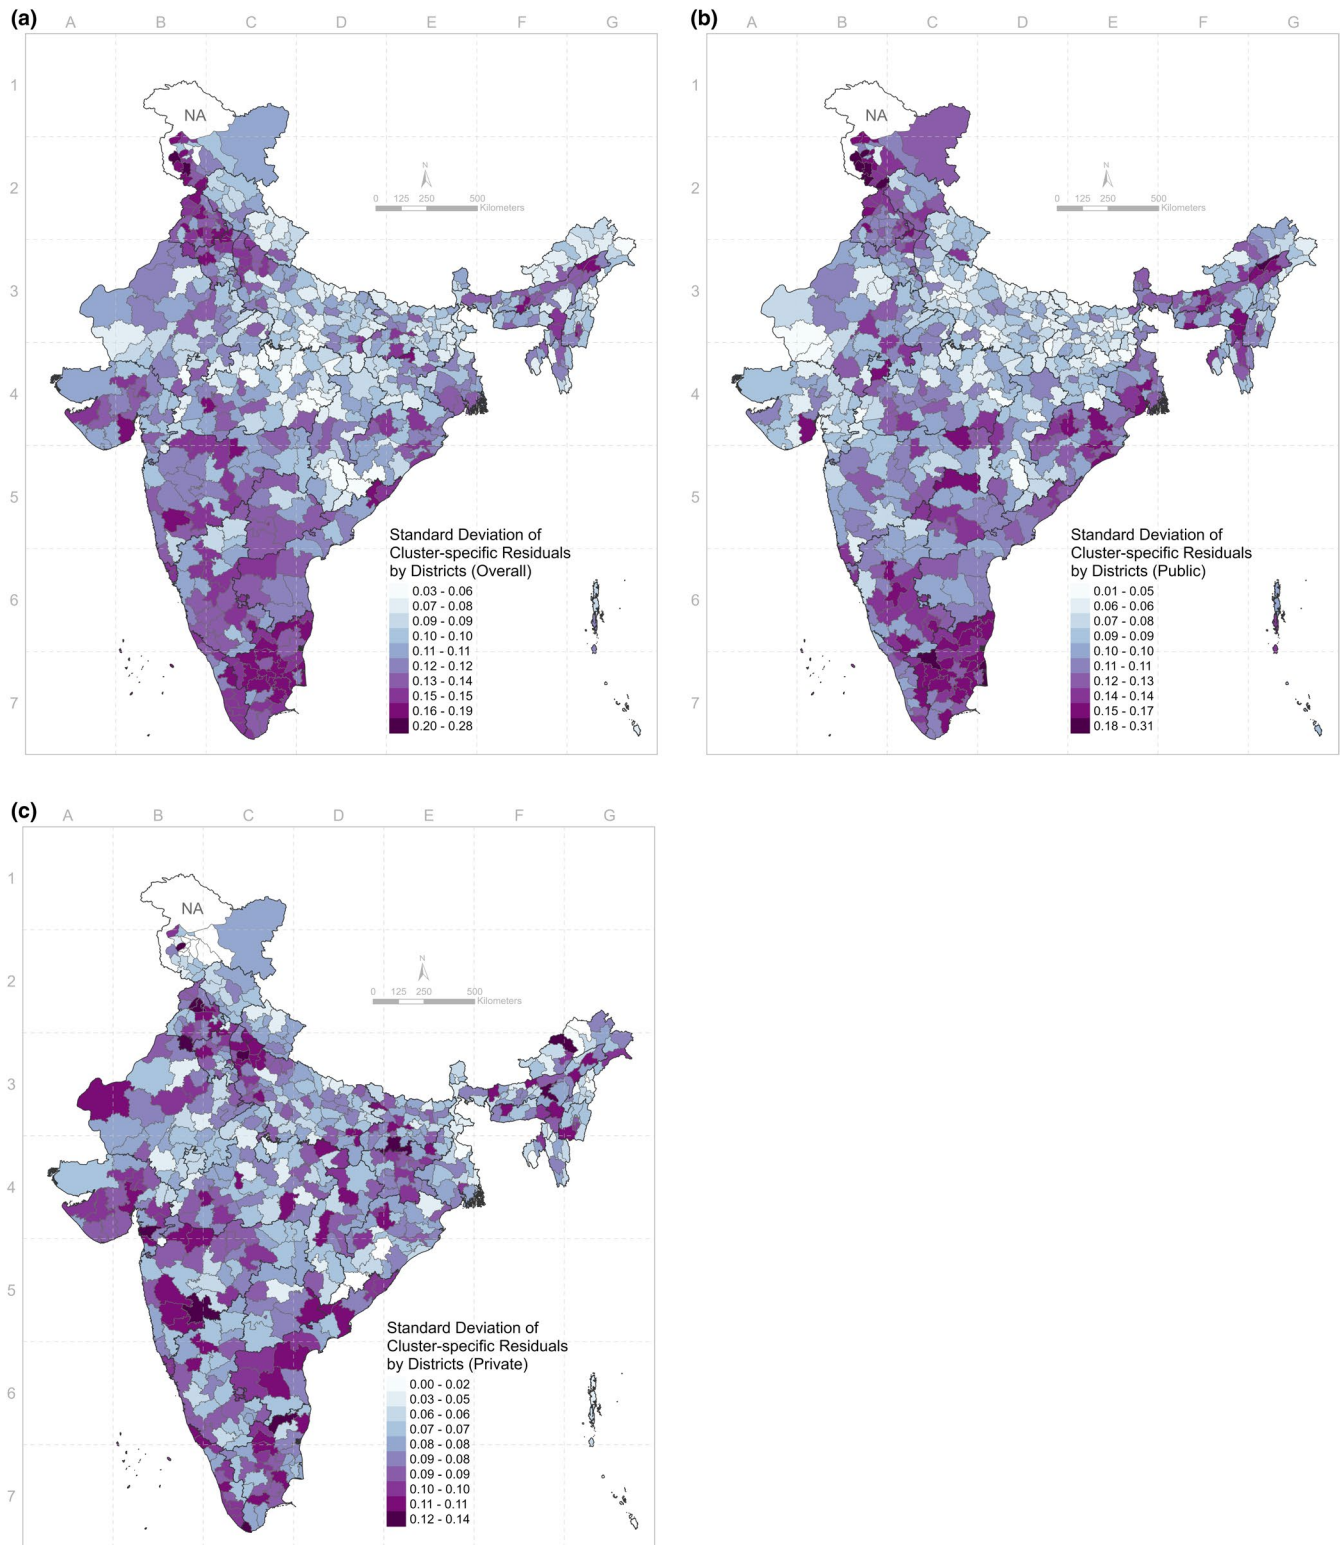 (a)
A B C D E F G
1
2
3
4
5
6
7
NA
N
0 125 250 500
Kilometers
Standard Deviation of
Cluster-specific Residuals
by Districts (Overall)
0.03 - 0.06
0.07 - 0.08
0.09 - 0.09
0.10 - 0.10
0.11 - 0.11
0.12 - 0.12
0.13 - 0.14
0.15 - 0.15
0.16 - 0.19
0.20 - 0.28
(b)
A B C D E F G
1
2
3
4
5
6
7
NA
N
0 125 250 500
Kilometers
Standard Deviation of
Cluster-specific Residuals
by Districts (Public)
0.01 - 0.05
0.06 - 0.06
0.07 - 0.08
0.09 - 0.09
0.10 - 0.10
0.11 - 0.11
0.12 - 0.13
0.14 - 0.14
0.15 - 0.17
0.18 - 0.31
(c)
A B C D E F G
1
2
3
4
5
6
7
NA
N
0 125 250 500
Kilometers
Standard Deviation of
Cluster-specific Residuals
by Districts (Private)
0.00 - 0.02
0.03 - 0.05
0.06 - 0.06
0.07 - 0.07
0.08 - 0.08
0.09 - 0.08
0.09 - 0.09
0.10 - 0.10
0.11 - 0.11
0.12 - 0.14